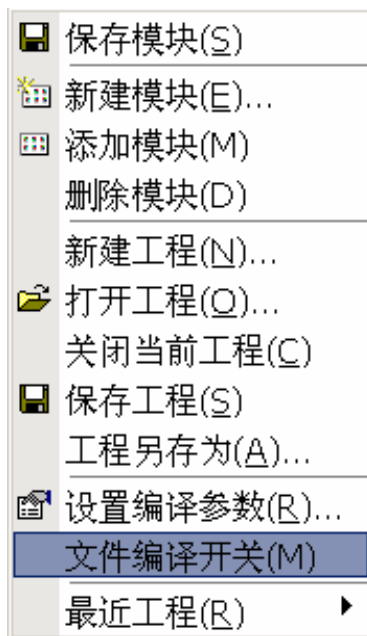 保存模块(S)
新建模块(E)...
添加模块(M)
删除模块(D)
新建工程(N)...
打开工程(O)...
关闭当前工程(C)
保存工程(S)
工程另存为(A)...
设置编译参数(R)...
文件编译开关(M)
最近工程(R)